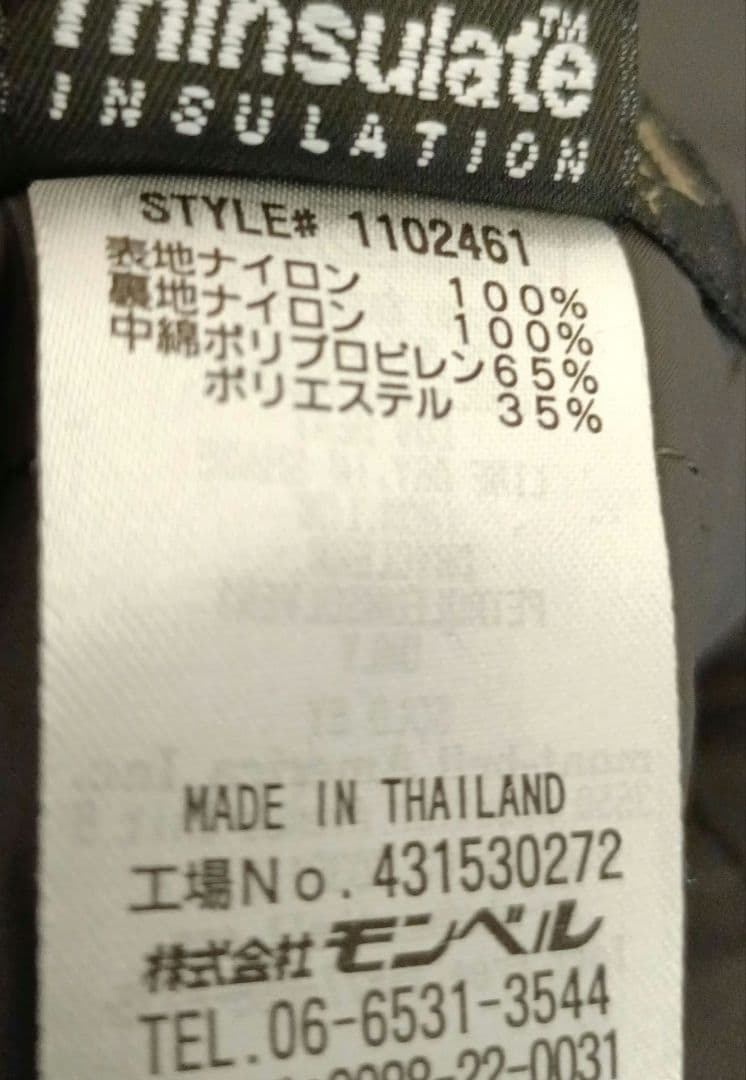 Thinsulate™
INSULATION
STYLE# 1102461
表地ナイロン 100%
裏地ナイロン 100%
中綿ポリプロピレン65%
ポリエステル 35%
MADE IN THAILAND
工場No.431530272
株式会社モンベル
TEL.06-6531-3544
22-0031